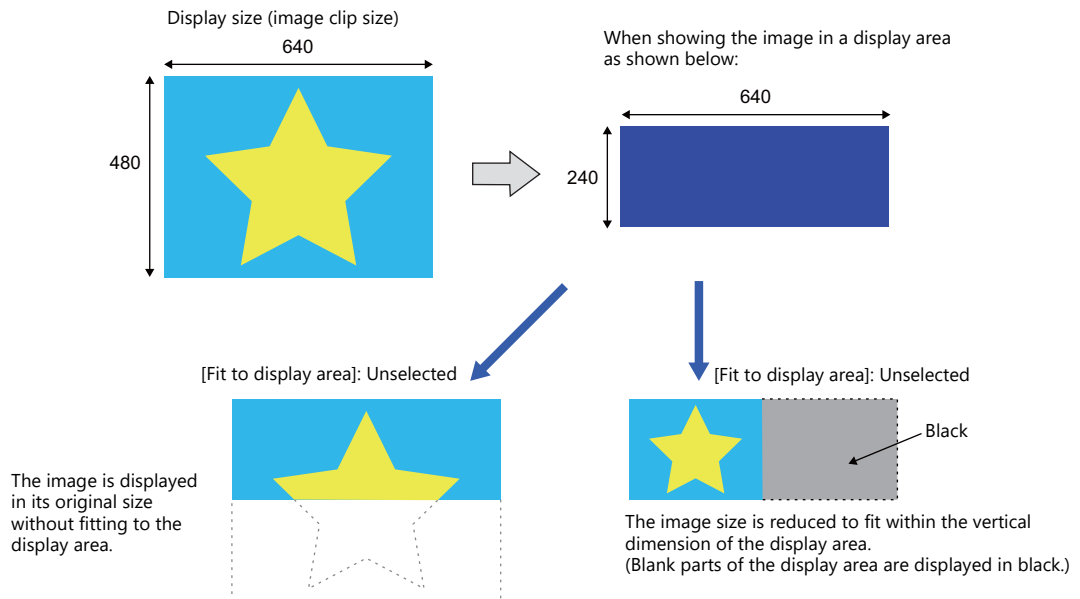 Display size (image clip size)
640
480
When showing the image in a display area
as shown below:
640
240
[Fit to display area]: Unselected
The image is displayed
in its original size
without fitting to the
display area.
[Fit to display area]: Unselected
Black
The image size is reduced to fit within the vertical
dimension of the display area.
(Blank parts of the display area are displayed in black.)